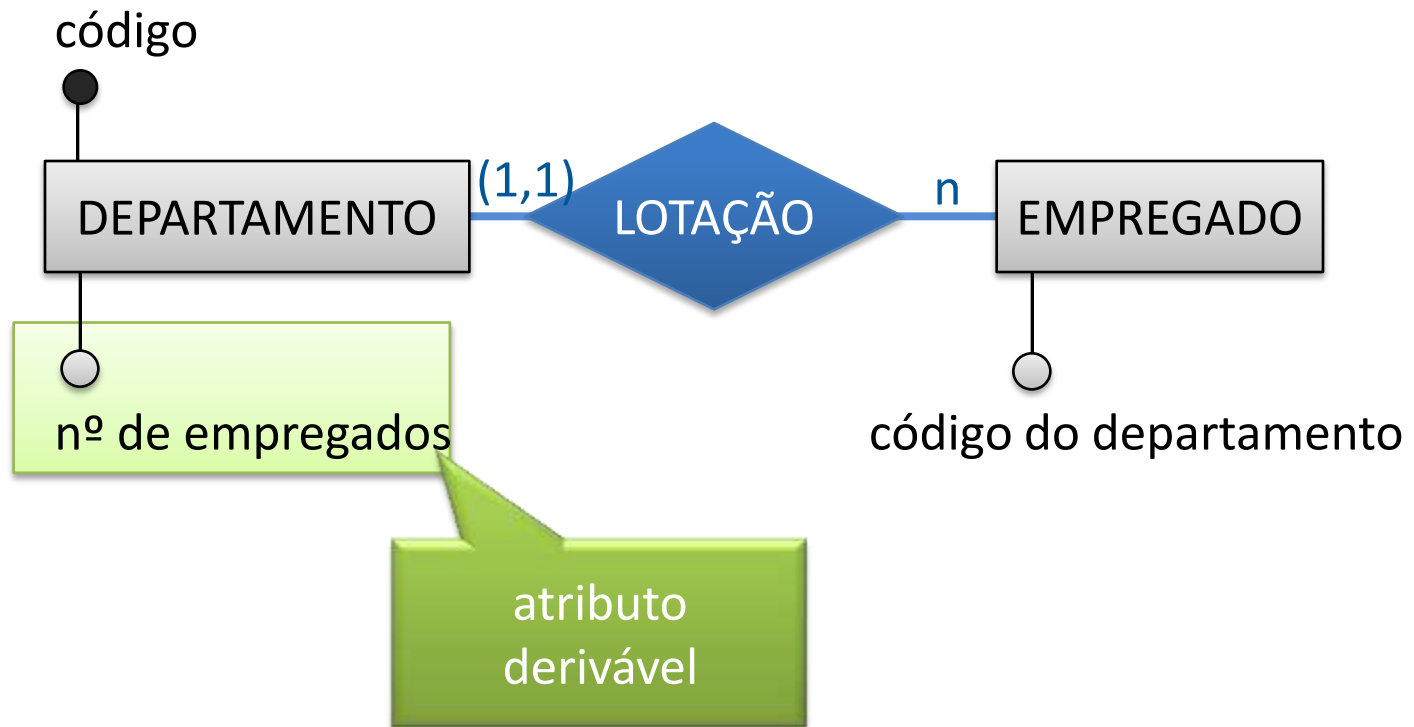 código
DEPARTAMENTO
(1,1)
LOTAÇÃO
n
EMPREGADO
nº de empregados
código do departamento
atributo
derivável